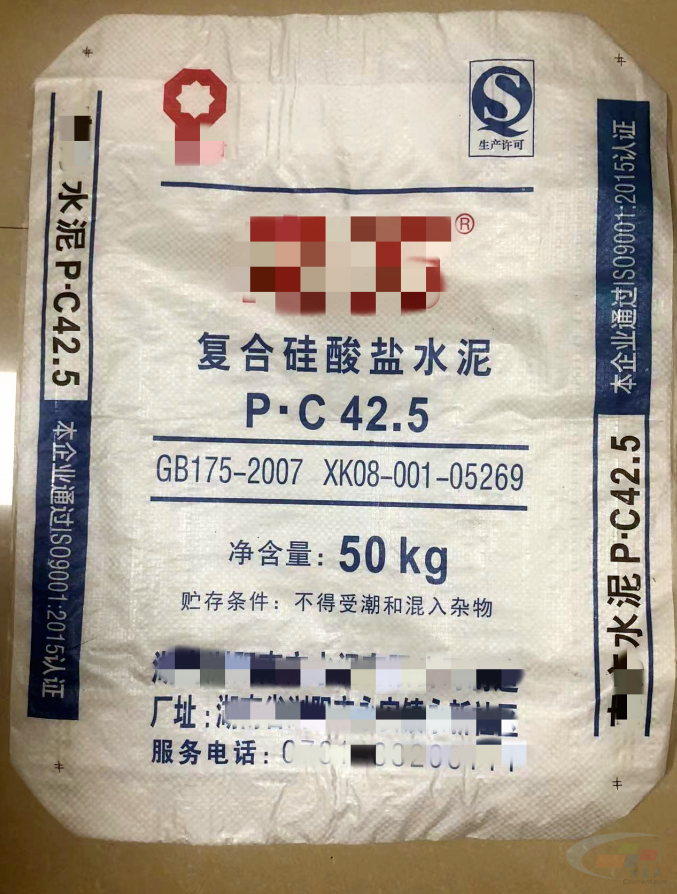 生产许可
®
复合硅酸盐水泥
P·C 42.5
GB175-2007 XK08-001-05269
净含量：50 kg
贮存条件：不得受潮和混入杂物
厂址：
服务电话：
水泥 P·C42.5
本企业通过ISO9001:2015认证
本企业通过ISO9001:2015认证
水泥 P·C42.5